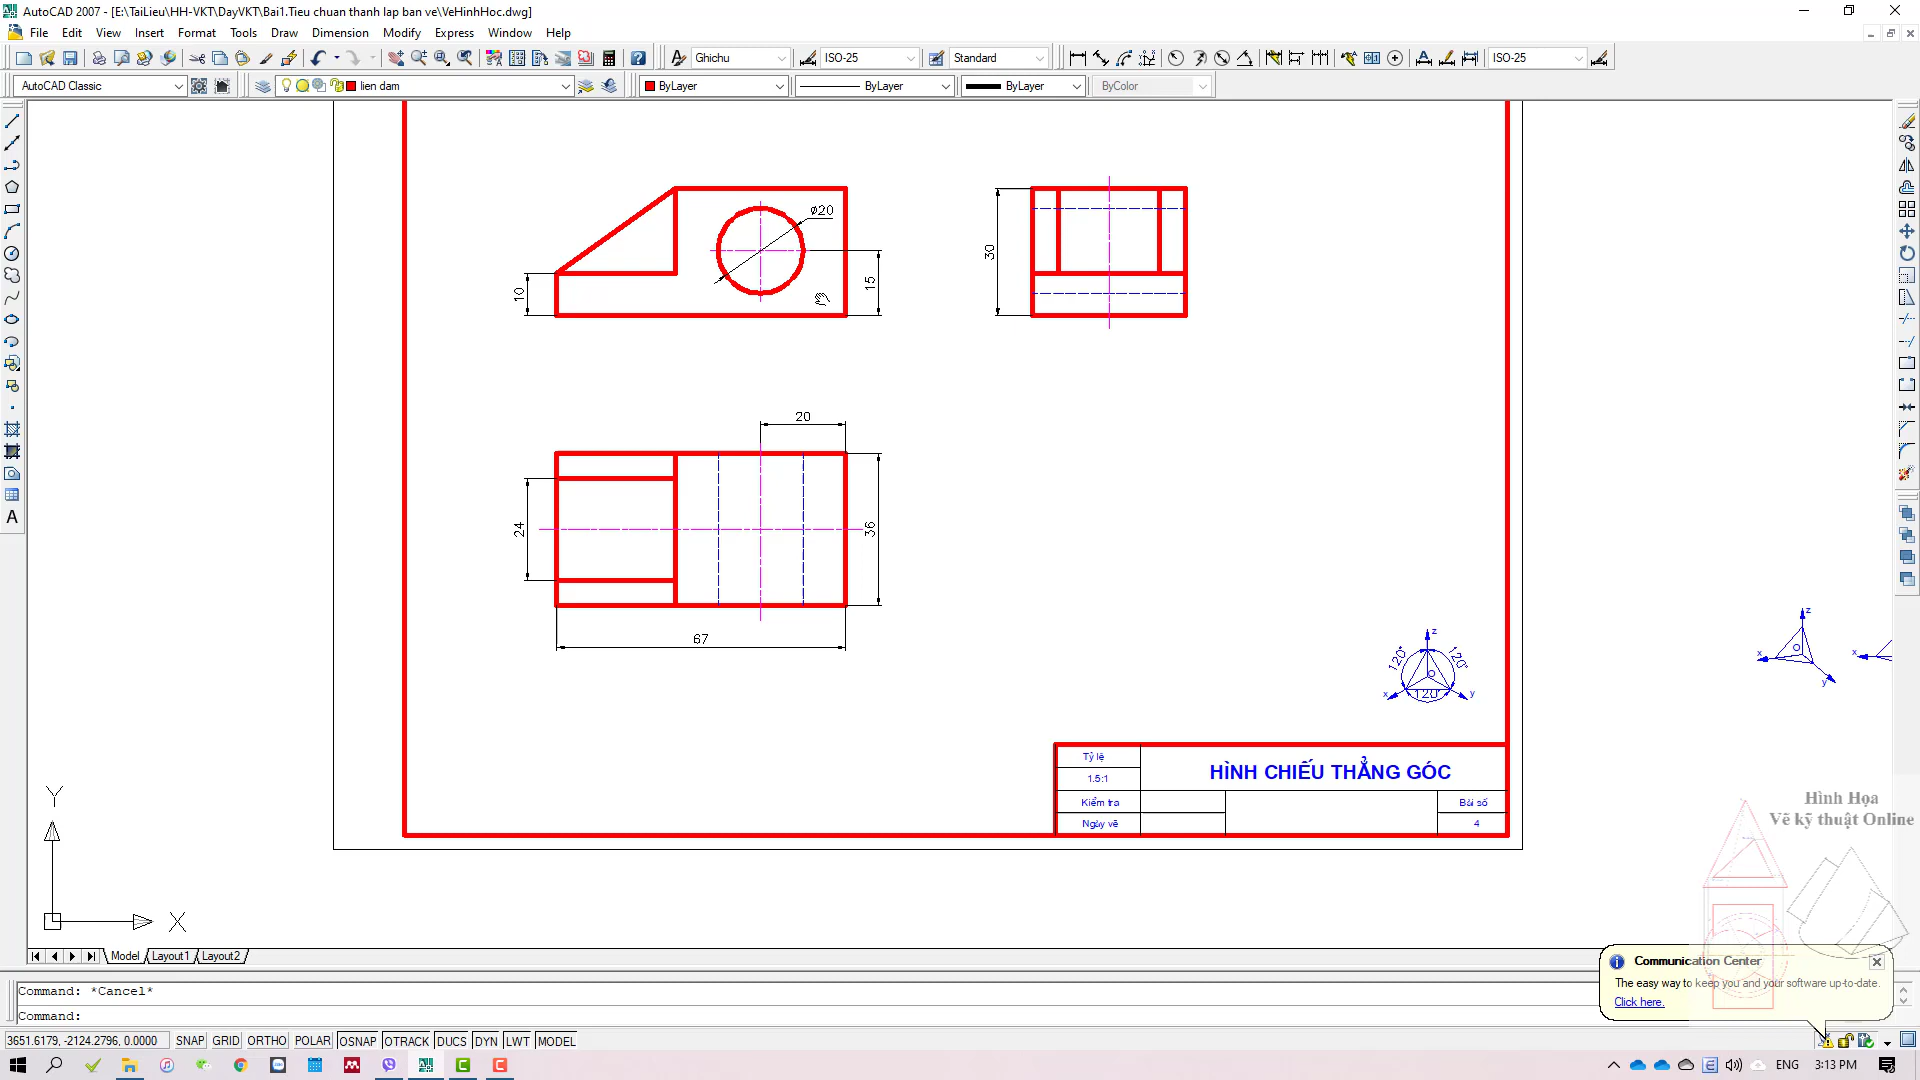 AutoCAD 2007 - [E:\TaiLieu\HH-VKT\DayVKT\Bai1.Tieu chuan thanh lap ban ve\VeHinhHoc.dwg]
File Edit View Insert Format Tools Draw Dimension Modify Express Window Help
Ghichu ISO-25 Standard ISO-25
AutoCAD Classic lien dam ByLayer ByLayer ByLayer ByColor
ø20
10
15
30
20
24
36
67
z
120°
120°
O
x
120°
y
z
O
x
y
x
Tỷ lệ
1.5:1
HÌNH CHIẾU THẲNG GÓC
Kiểm tra
Bài số
Ngày vẽ
4
Hình Họa
Vẽ kỹ thuật Online
Y
X
A
Model Layout1 Layout2
Communication Center
The easy way to keep you and your software up-to-date.
Click here.
Command: *Cancel*
Command:
3651.6179, -2124.2796, 0.0000 SNAP GRID ORTHO POLAR OSNAP OTRACK DUCS DYN LWT MODEL
ENG 3:13 PM